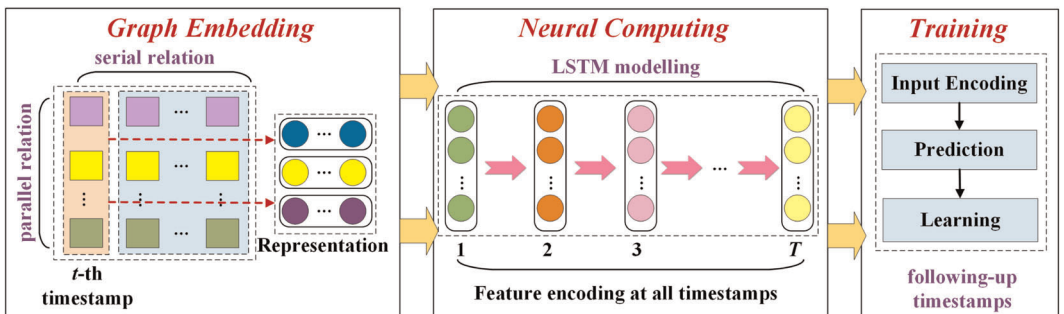 Graph Embedding
serial relation
parallel relation
...
...
...
...
...
...
...
...
...
Representation
t-th
timestamp
Neural Computing
LSTM modelling
...
...
...
...
...
1
2
3
T
Feature encoding at all timestamps
Training
Input Encoding
Prediction
Learning
following-up
timestamps